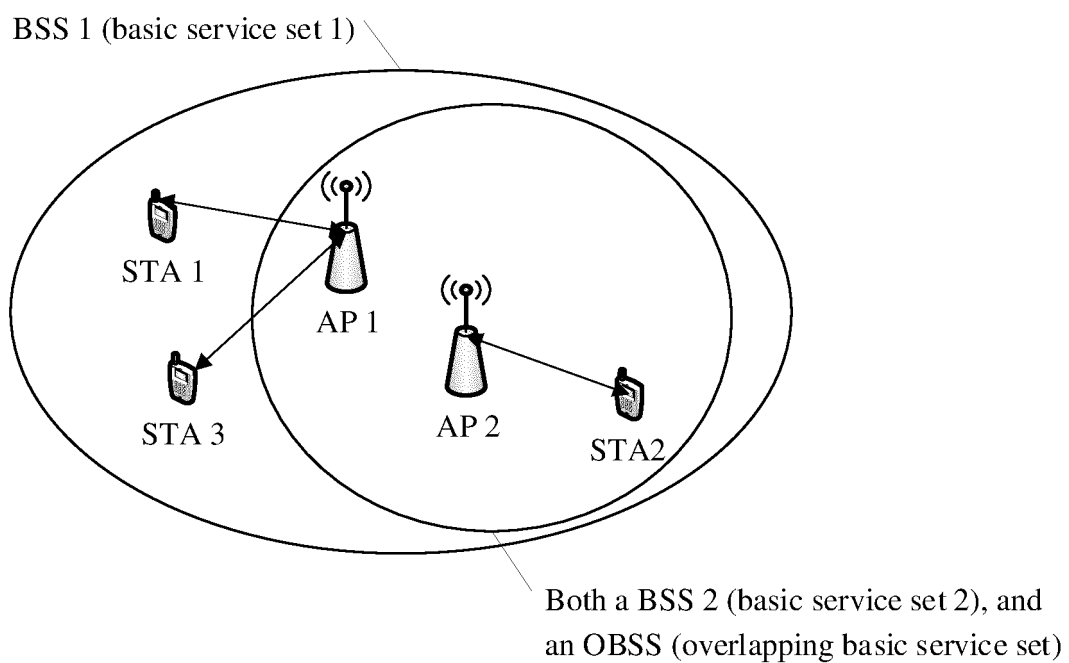 BSS 1 (basic service set 1)
STA 1
AP 1
STA 3
AP 2
STA2
Both a BSS 2 (basic service set 2), and
an OBSS (overlapping basic service set)